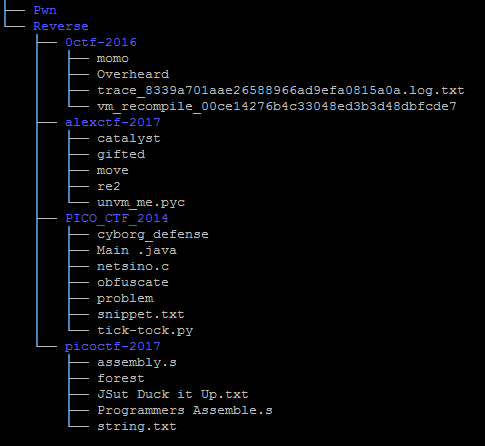 Pwn
Reverse
0ctf-2016
momo
Overheard
trace_8339a701aae26588966ad9efa0815a0a.log.txt
vm_recompile_00ce14276b4c33048ed3b3d48dbfcde7
alexctf-2017
catalyst
gifted
move
re2
unvm_me.pyc
PICO_CTF_2014
cyborg_defense
Main .java
netsino.c
obfuscate
problem
snippet.txt
tick-tock.py
picoctf-2017
assembly.s
forest
JSut Duck it Up.txt
Programmers Assemble.s
string.txt